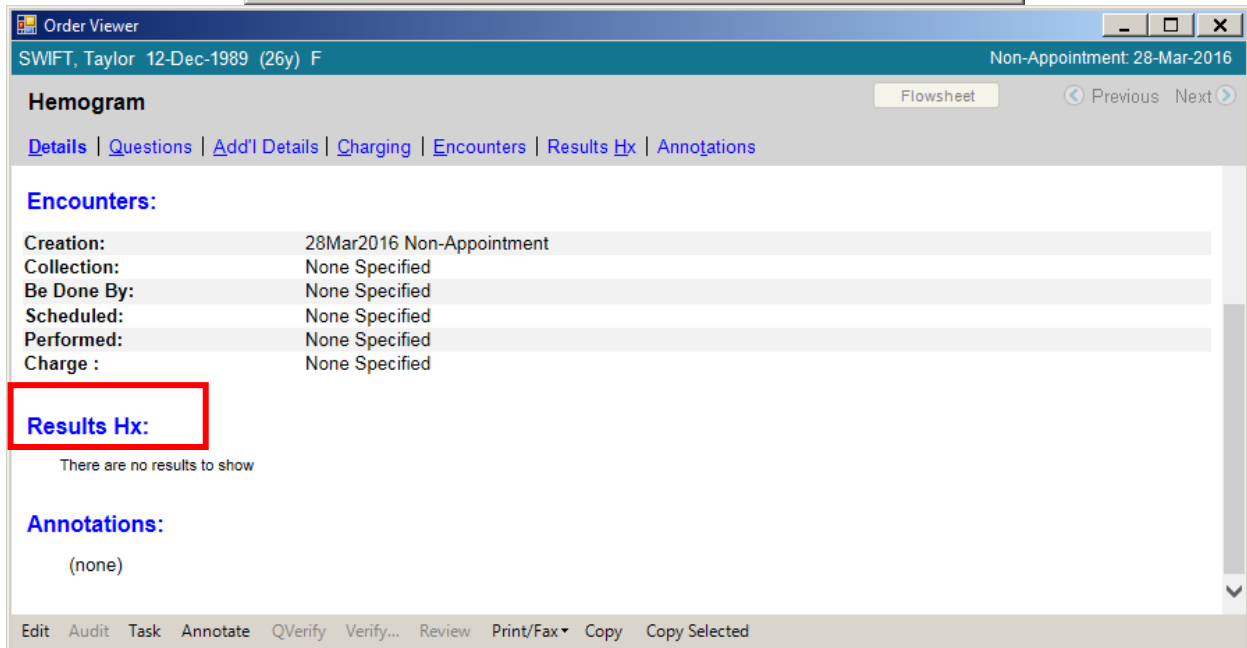 Order Viewer
SWIFT, Taylor 12-Dec-1989 (26y) F Non-Appointment: 28-Mar-2016
Hemogram Flowsheet Previous Next
Details | Questions | Add'l Details | Charging | Encounters | Results Hx | Annotations
Encounters:
Creation: 28Mar2016 Non-Appointment
Collection: None Specified
Be Done By: None Specified
Scheduled: None Specified
Performed: None Specified
Charge : None Specified
Results Hx:
There are no results to show
Annotations:
(none)
Edit Audit Task Annotate QVerify Verify... Review Print/Fax Copy Copy Selected